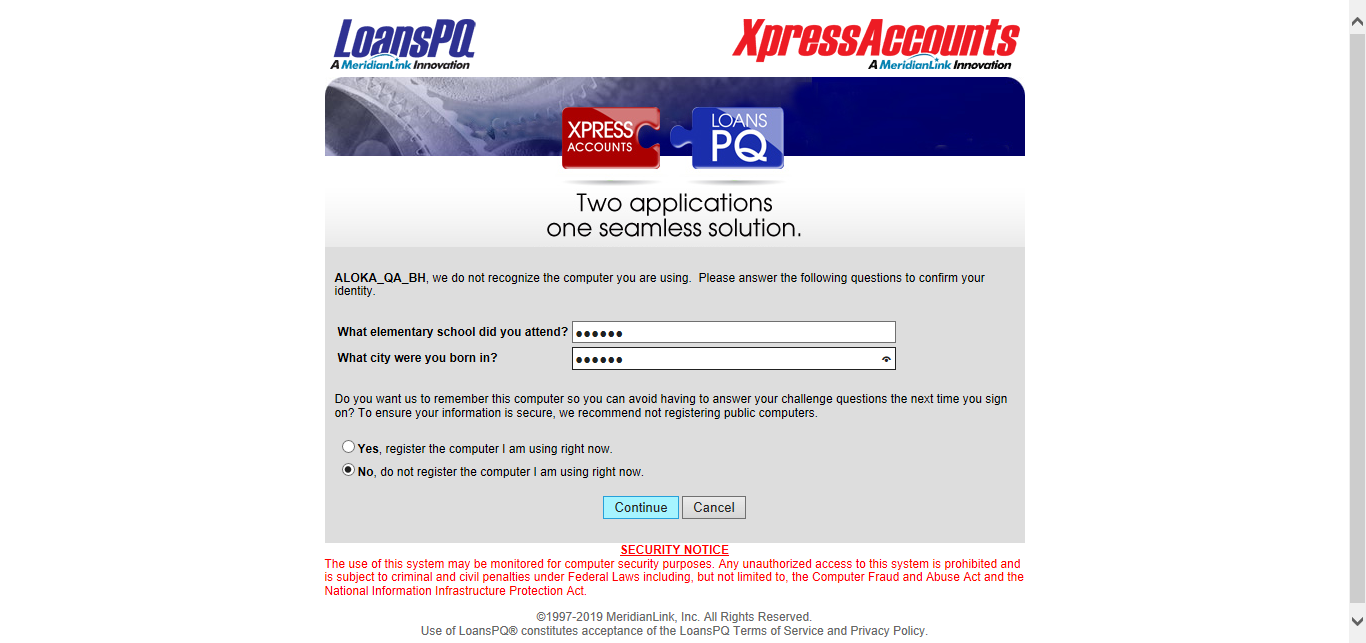 LoansPQ
A MeridianLink Innovation
XpressAccounts
A MeridianLink Innovation
XPRESS
ACCOUNTS
LOANS
PQ
Two applications
one seamless solution.
ALOKA_QA_BH, we do not recognize the computer you are using.  Please answer the following questions to confirm your
identity.
What elementary school did you attend? ●●●●●●
What city were you born in? ●●●●●●
Do you want us to remember this computer so you can avoid having to answer your challenge questions the next time you sign
on? To ensure your information is secure, we recommend not registering public computers.
Yes, register the computer I am using right now.
No, do not register the computer I am using right now.
Continue Cancel
SECURITY NOTICE
The use of this system may be monitored for computer security purposes. Any unauthorized access to this system is prohibited and
is subject to criminal and civil penalties under Federal Laws including, but not limited to, the Computer Fraud and Abuse Act and the
National Information Infrastructure Protection Act.
©1997-2019 MeridianLink, Inc. All Rights Reserved.
Use of LoansPQ® constitutes acceptance of the LoansPQ Terms of Service and Privacy Policy.